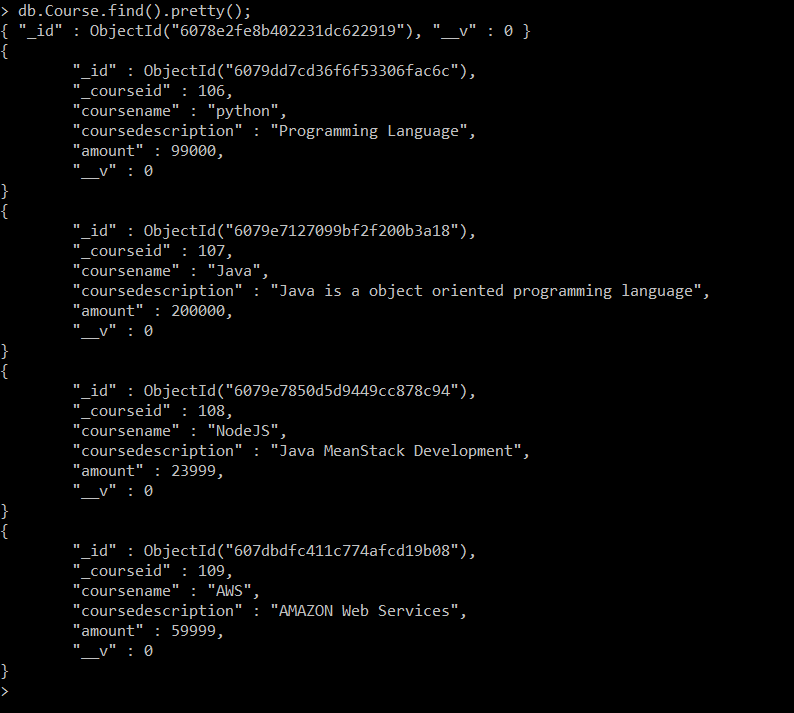 > db.Course.find().pretty();
{ "_id" : ObjectId("6078e2fe8b402231dc622919"), "__v" : 0 }
{
        "_id" : ObjectId("6079dd7cd36f6f53306fac6c"),
        "_courseid" : 106,
        "coursename" : "python",
        "coursedescription" : "Programming Language",
        "amount" : 99000,
        "__v" : 0
}
{
        "_id" : ObjectId("6079e7127099bf2f200b3a18"),
        "_courseid" : 107,
        "coursename" : "Java",
        "coursedescription" : "Java is a object oriented programming language",
        "amount" : 200000,
        "__v" : 0
}
{
        "_id" : ObjectId("6079e7850d5d9449cc878c94"),
        "_courseid" : 108,
        "coursename" : "NodeJS",
        "coursedescription" : "Java MeanStack Development",
        "amount" : 23999,
        "__v" : 0
}
{
        "_id" : ObjectId("607dbdfc411c774afcd19b08"),
        "_courseid" : 109,
        "coursename" : "AWS",
        "coursedescription" : "AMAZON Web Services",
        "amount" : 59999,
        "__v" : 0
}
>